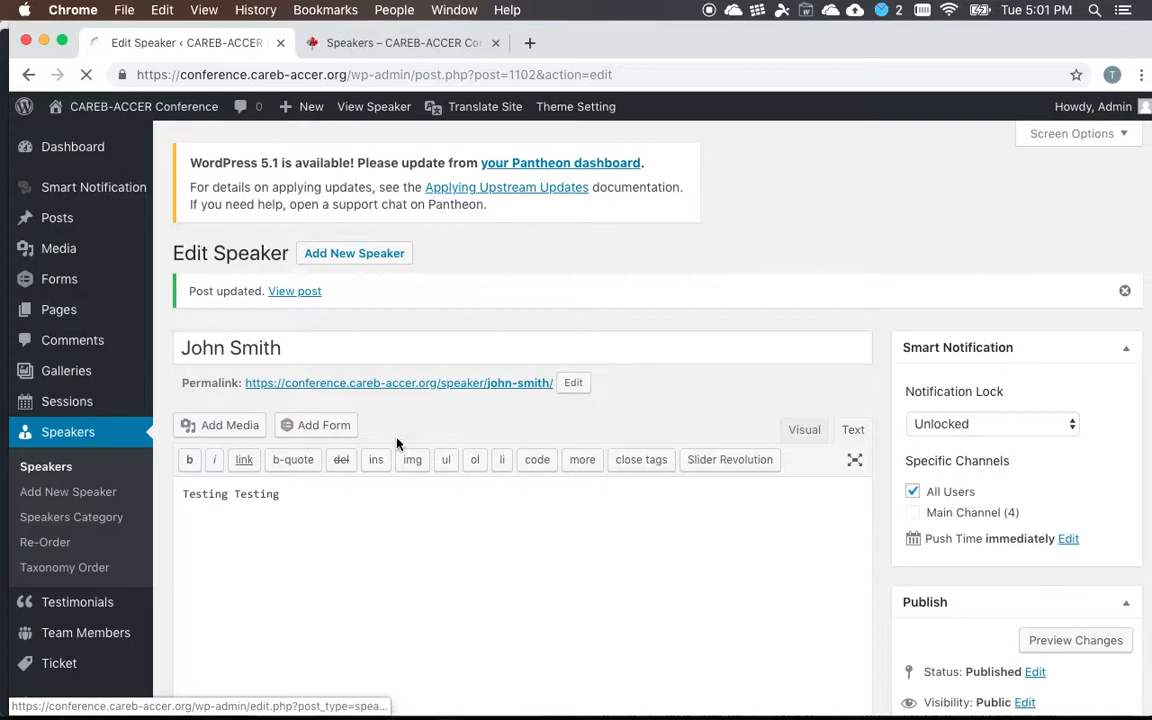 Chrome File Edit View History Bookmarks People Window Help 2 Tue 5:01 PM
Edit Speaker ‹ CAREB-ACCER Speakers – CAREB-ACCER Cor
https://conference.careb-accer.org/wp-admin/post.php?post=1102&action=edit T
CAREB-ACCER Conference 0 New View Speaker Translate Site Theme Setting Howdy, Admin
Screen Options
Dashboard
Smart Notification
Posts
Media
Forms
Pages
Comments
Galleries
Sessions
Speakers
Speakers
Add New Speaker
Speakers Category
Re-Order
Taxonomy Order
Testimonials
Team Members
Ticket
WordPress 5.1 is available! Please update from your Pantheon dashboard.
For details on applying updates, see the Applying Upstream Updates documentation.
If you need help, open a support chat on Pantheon.
Edit Speaker Add New Speaker
Post updated. View post
John Smith
Permalink: https://conference.careb-accer.org/speaker/john-smith/ Edit
Add Media Add Form Visual Text
b i link b-quote del ins img ul ol li code more close tags Slider Revolution
Testing Testing
Smart Notification
Notification Lock
Unlocked
Specific Channels
All Users
Main Channel (4)
Push Time immediately Edit
Publish
Preview Changes
Status: Published Edit
Visibility: Public Edit
https://conference.careb-accer.org/wp-admin/edit.php?post_type=spea...